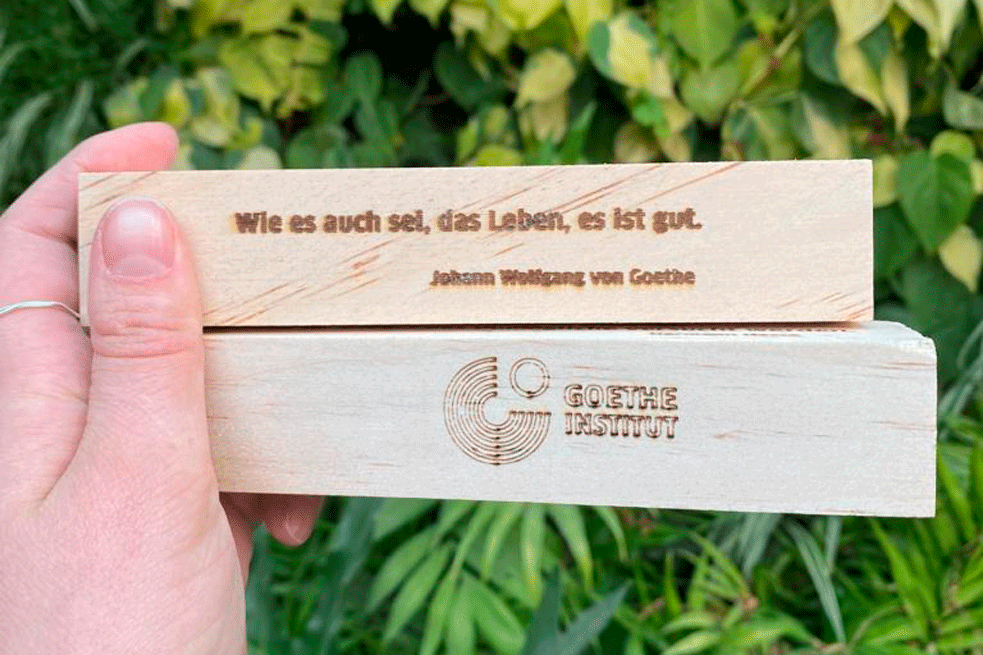 Wie es auch sei, das Leben, es ist gut.
Johann Wolfgang von Goethe
GOETHE
INSTITUT